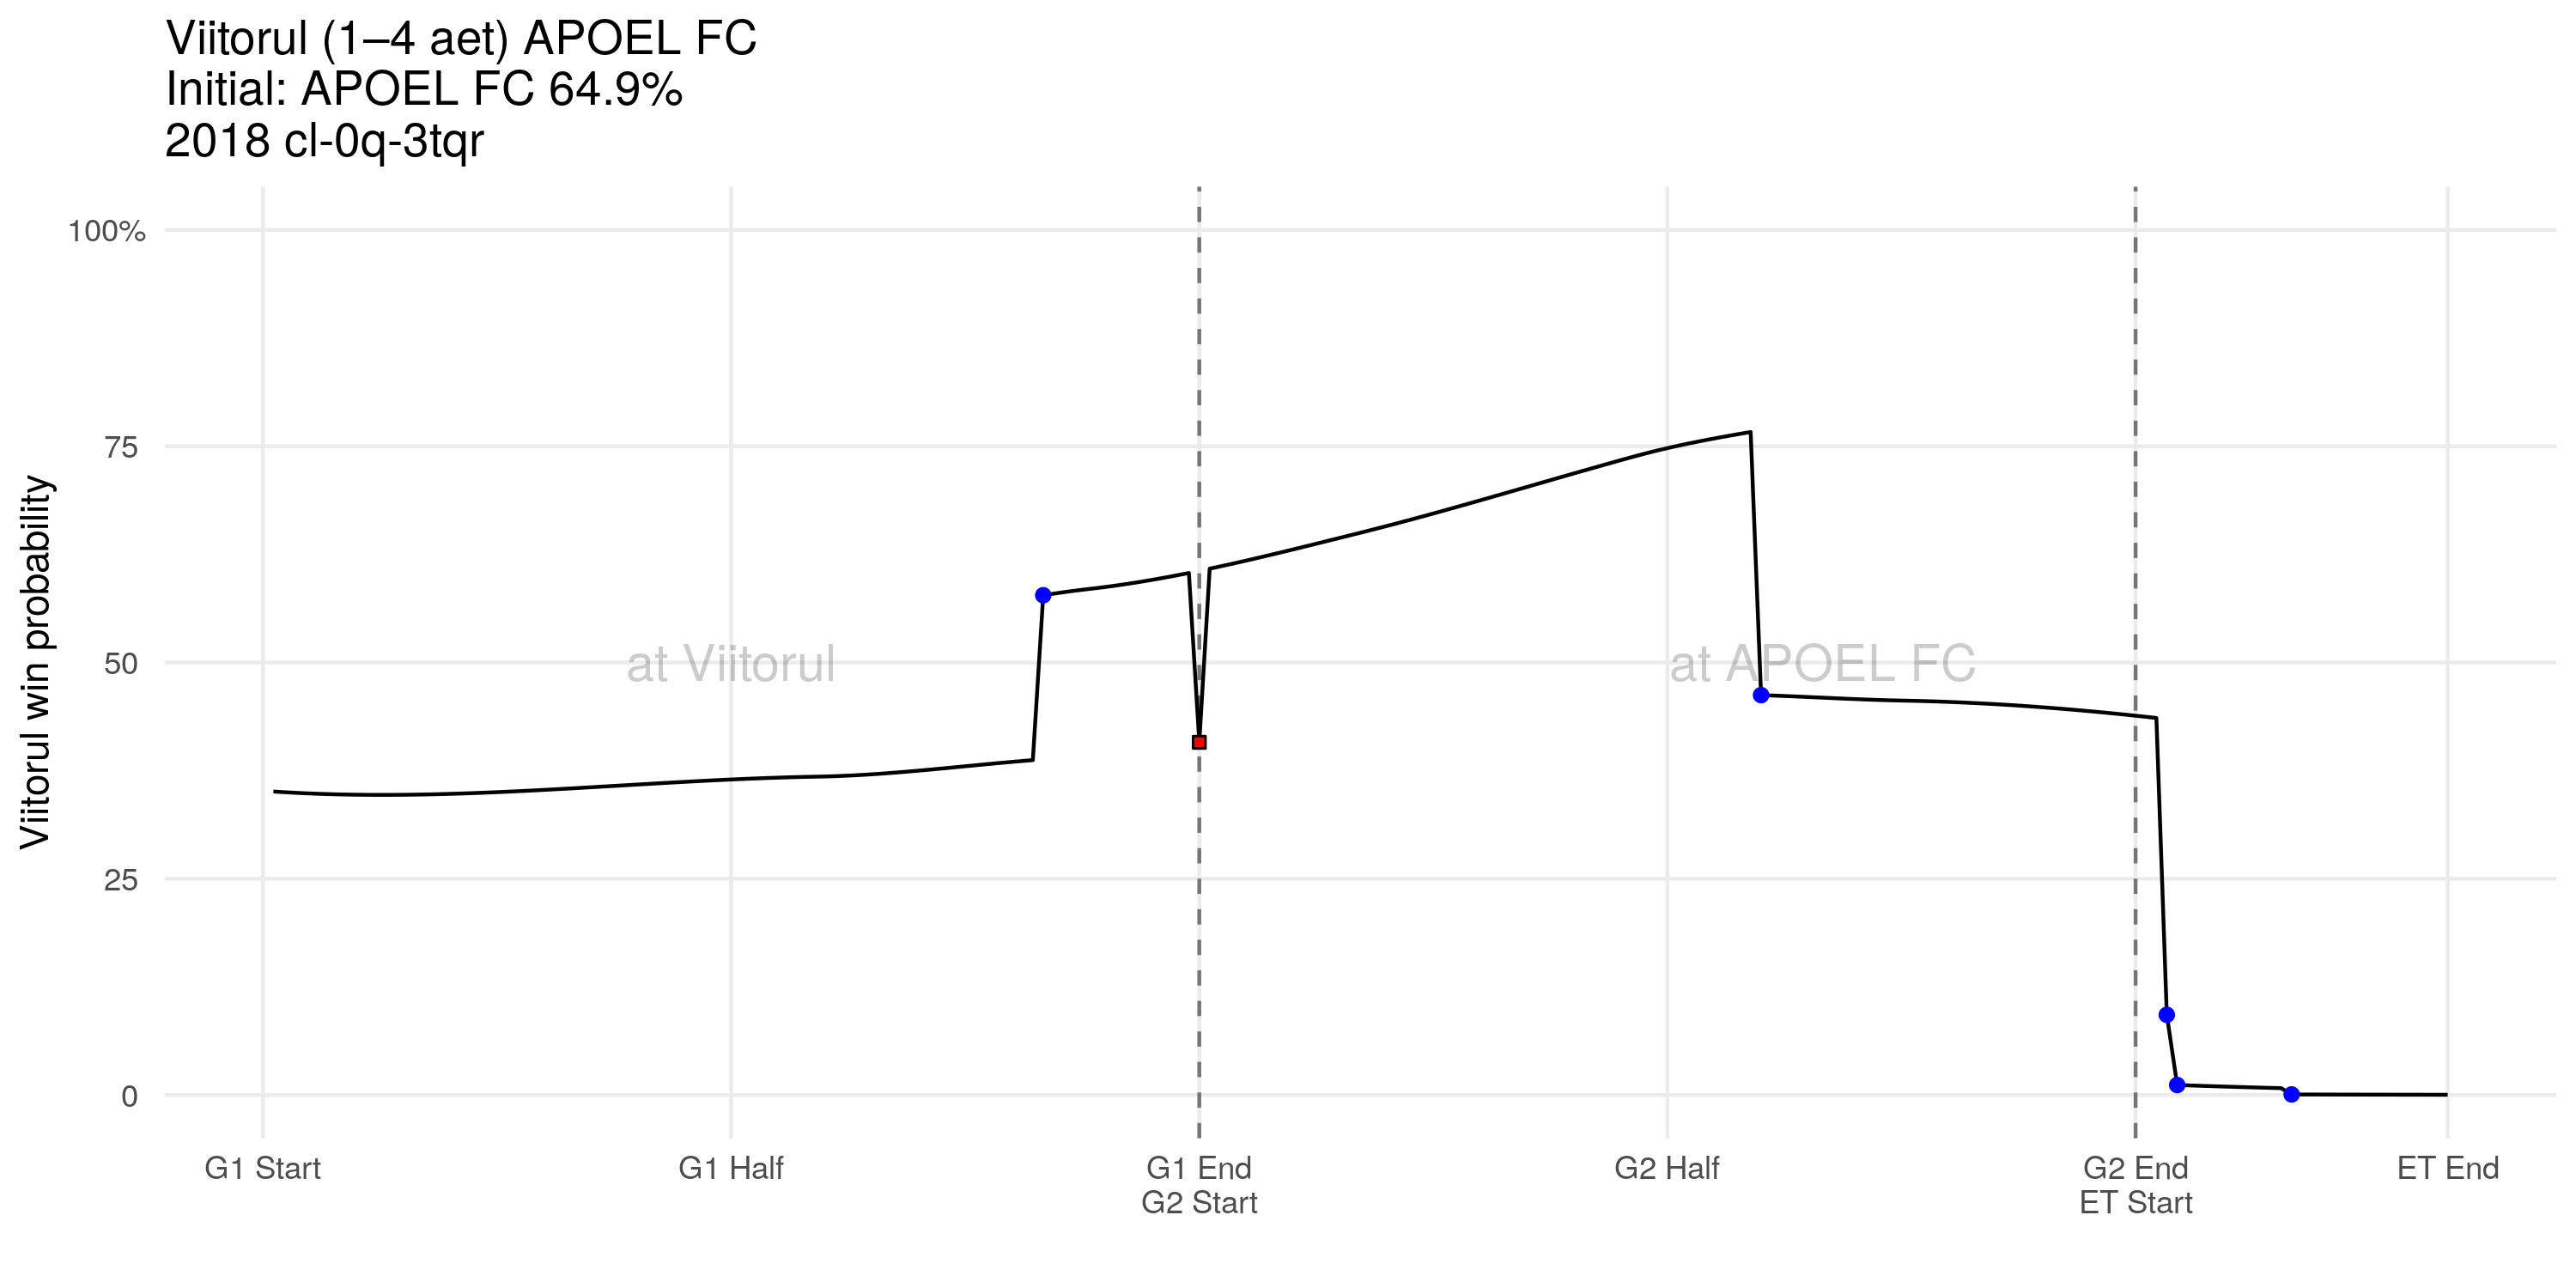 Viitorul (1–4 aet) APOEL FC
Initial: APOEL FC 64.9%
2018 cl-0q-3tqr
Viitorul win probability
100%
75
50
25
0
at Viitorul
at APOEL FC
G1 Start
G1 Half
G1 End
G2 Start
G2 Half
G2 End
ET Start
ET End